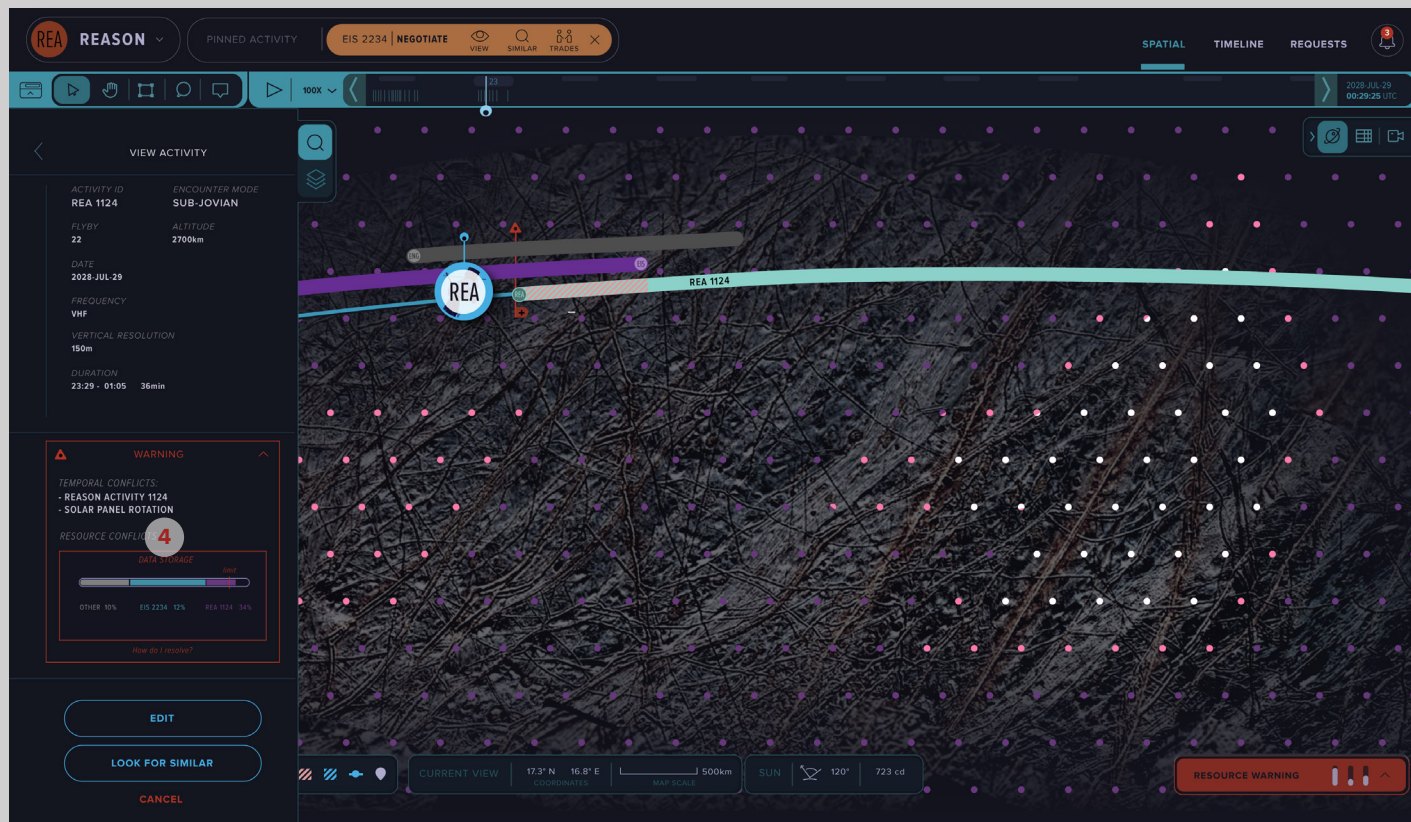 REA REASON
PINNED ACTIVITY
EIS 2234 | NEGOTIATE
VIEW
SIMILAR
TRADES
SPATIAL
TIMELINE
REQUESTS
3
100X
23
2028-JUL-29
00:29:25 UTC
VIEW ACTIVITY
ACTIVITY ID
REA 1124
ENCOUNTER MODE
SUB-JOVIAN
FLYBY
22
ALTITUDE
2700km
DATE
2028-JUL-29
FREQUENCY
VHF
VERTICAL RESOLUTION
150m
DURATION
23:29 - 01:05 36min
WARNING
TEMPORAL CONFLICTS:
- REASON ACTIVITY 1124
- SOLAR PANEL ROTATION
RESOURCE CONFLICTS
4
DATA STORAGE
limit
OTHER 10% EIS 2234 12% REA 1124 34%
How do I resolve?
EDIT
LOOK FOR SIMILAR
CANCEL
ENG
EIS
REA
REA
REA 1124
CURRENT VIEW
17.3° N 16.8° E
COORDINATES
500km
MAP SCALE
SUN
120°
723 cd
RESOURCE WARNING